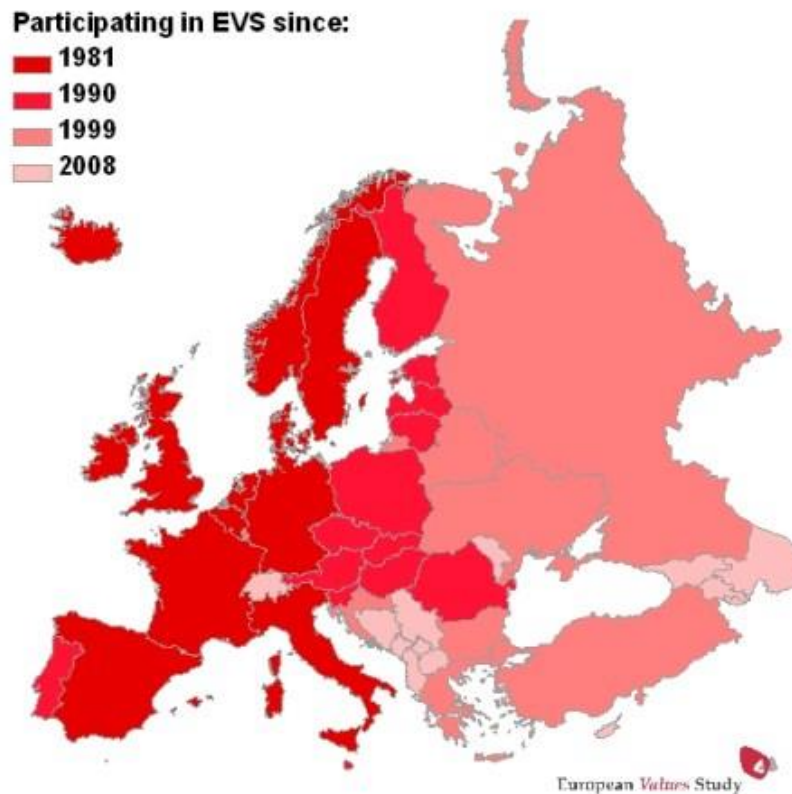 Participating in EVS since:
1981
1990
1999
2008
European Values Study